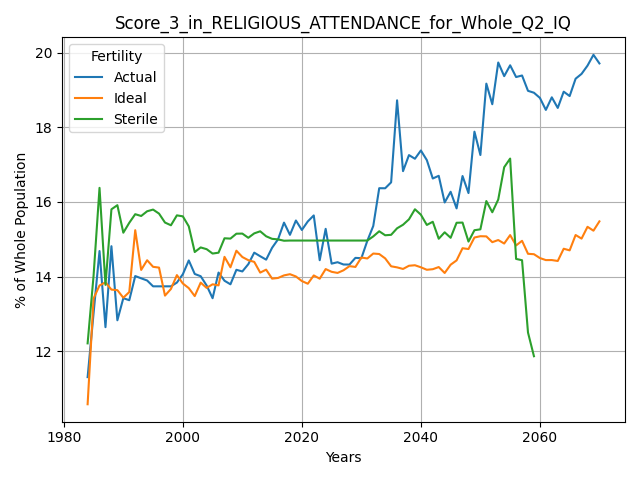 Score_3_in_RELIGIOUS_ATTENDANCE_for_Whole_Q2_IQ
Fertility
Actual
Ideal
Sterile
% of Whole Population
20
18
16
14
12
1980
2000
2020
2040
2060
Years